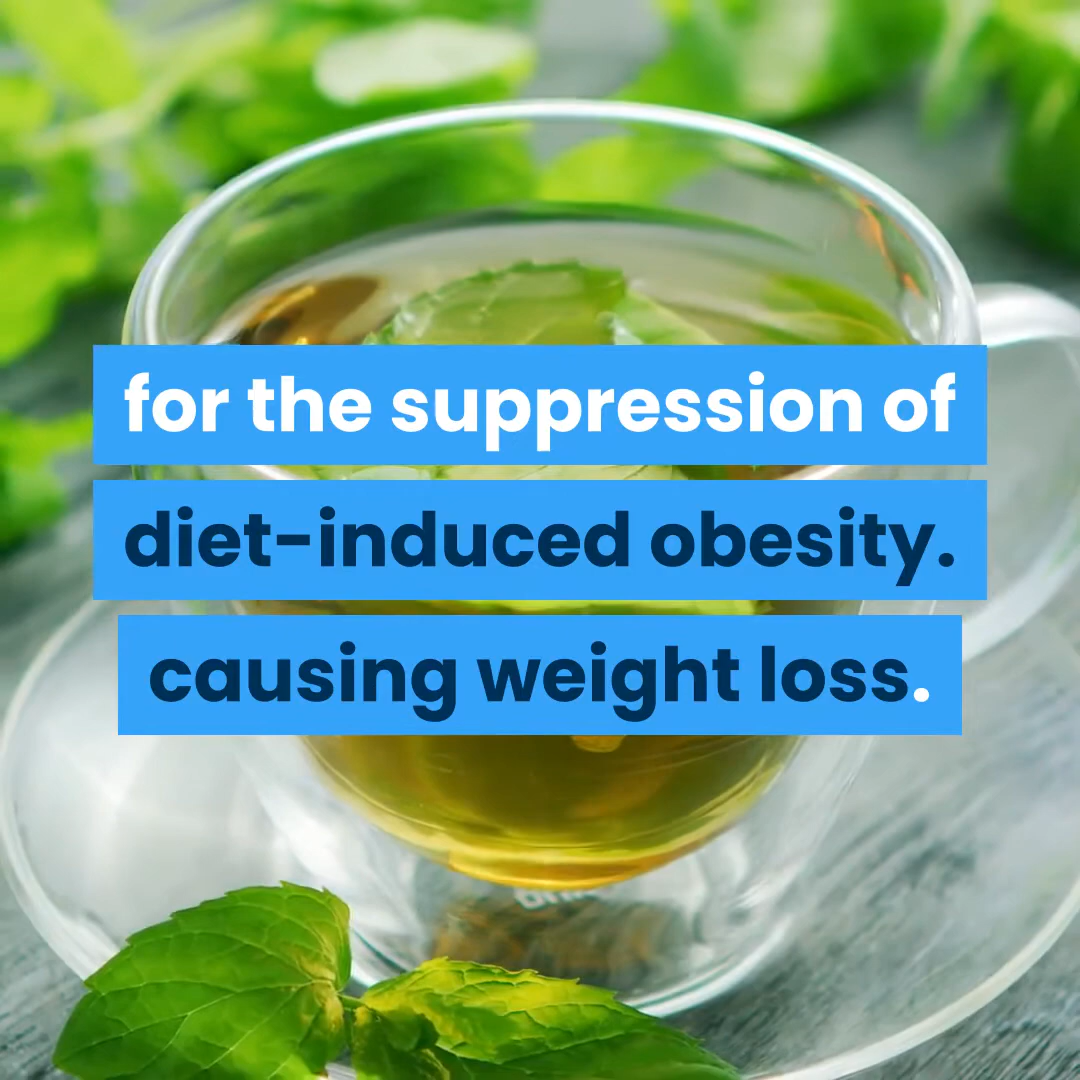 for the suppression of
diet-induced obesity.
causing weight loss.